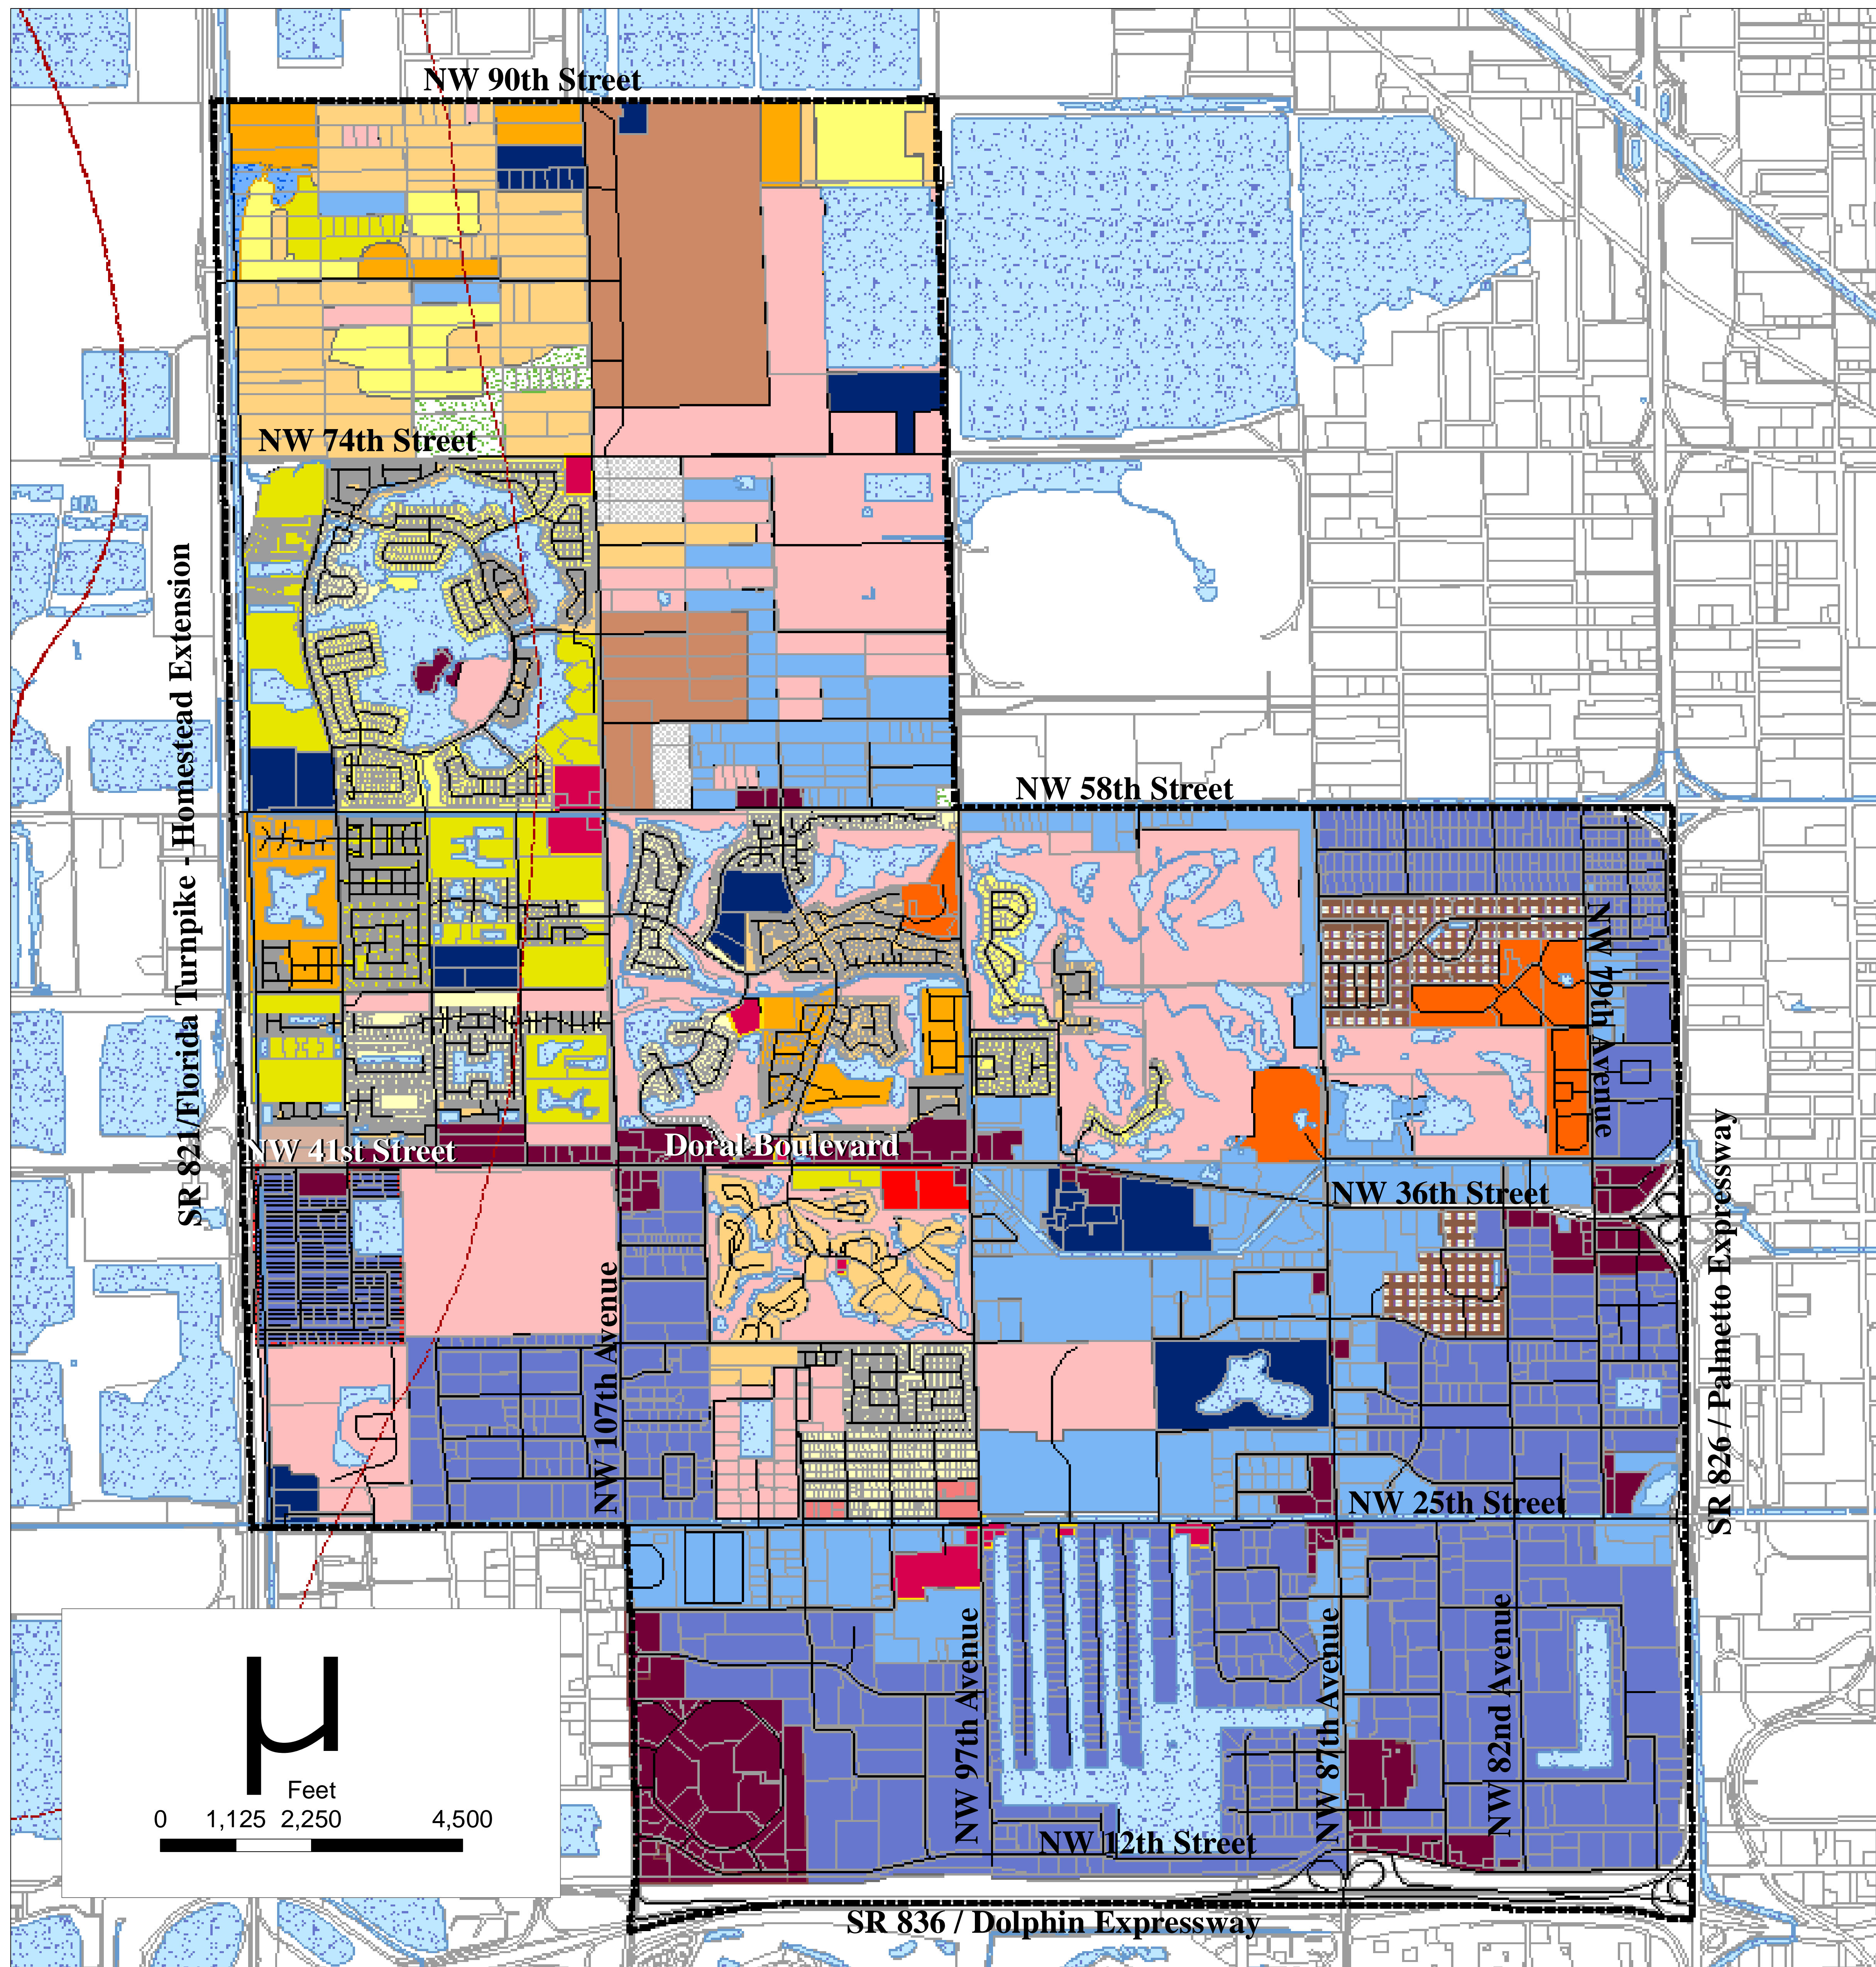 NW 90th Street
NW 74th Street
SR 821/Florida Turnpike - Homestead Extension
NW 58th Street
NW 79th Avenue
NW 41st Street
Doral Boulevard
NW 36th Street
SR 826 / Palmetto Expressway
NW 107th Avenue
NW 25th Street
NW 97th Avenue
NW 87th Avenue
NW 82nd Avenue
NW 12th Street
SR 836 / Dolphin Expressway
µ
Feet
0 1,125 2,250 4,500